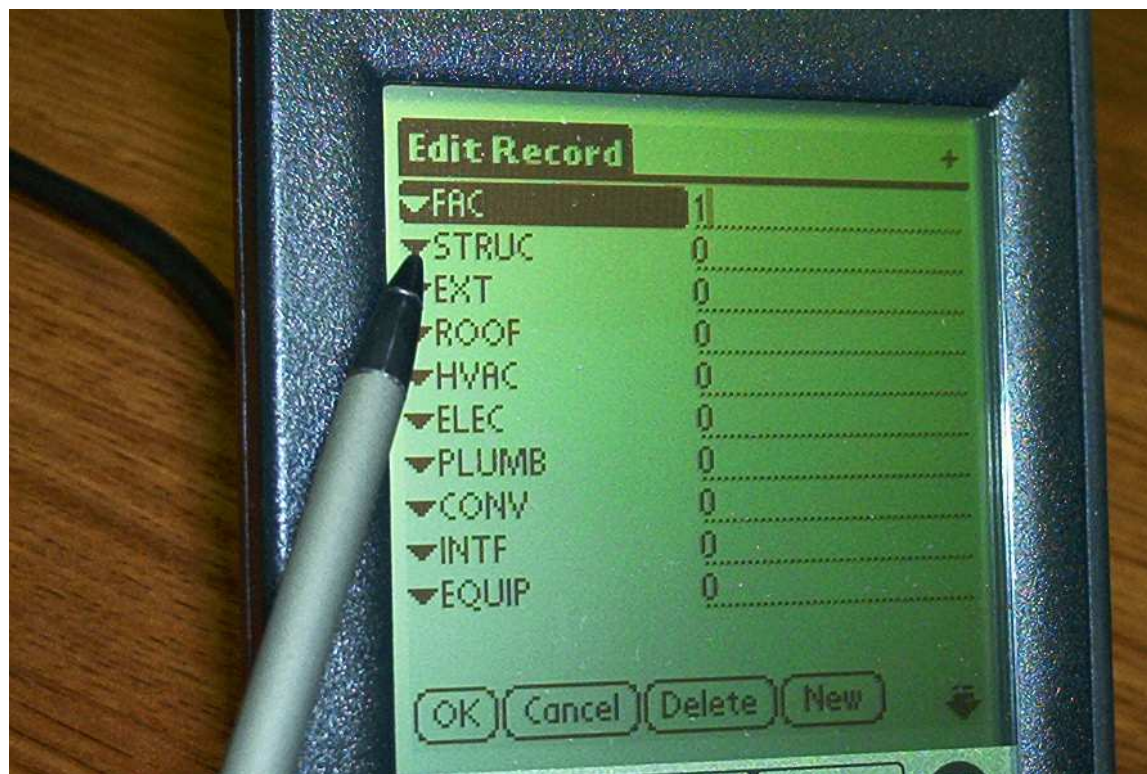 Edit Record
FAC 1
STRUC 0
EXT 0
ROOF 0
HVAC 0
ELEC 0
PLUMB 0
CONV 0
INTF 0
EQUIP 0
OK Cancel Delete New